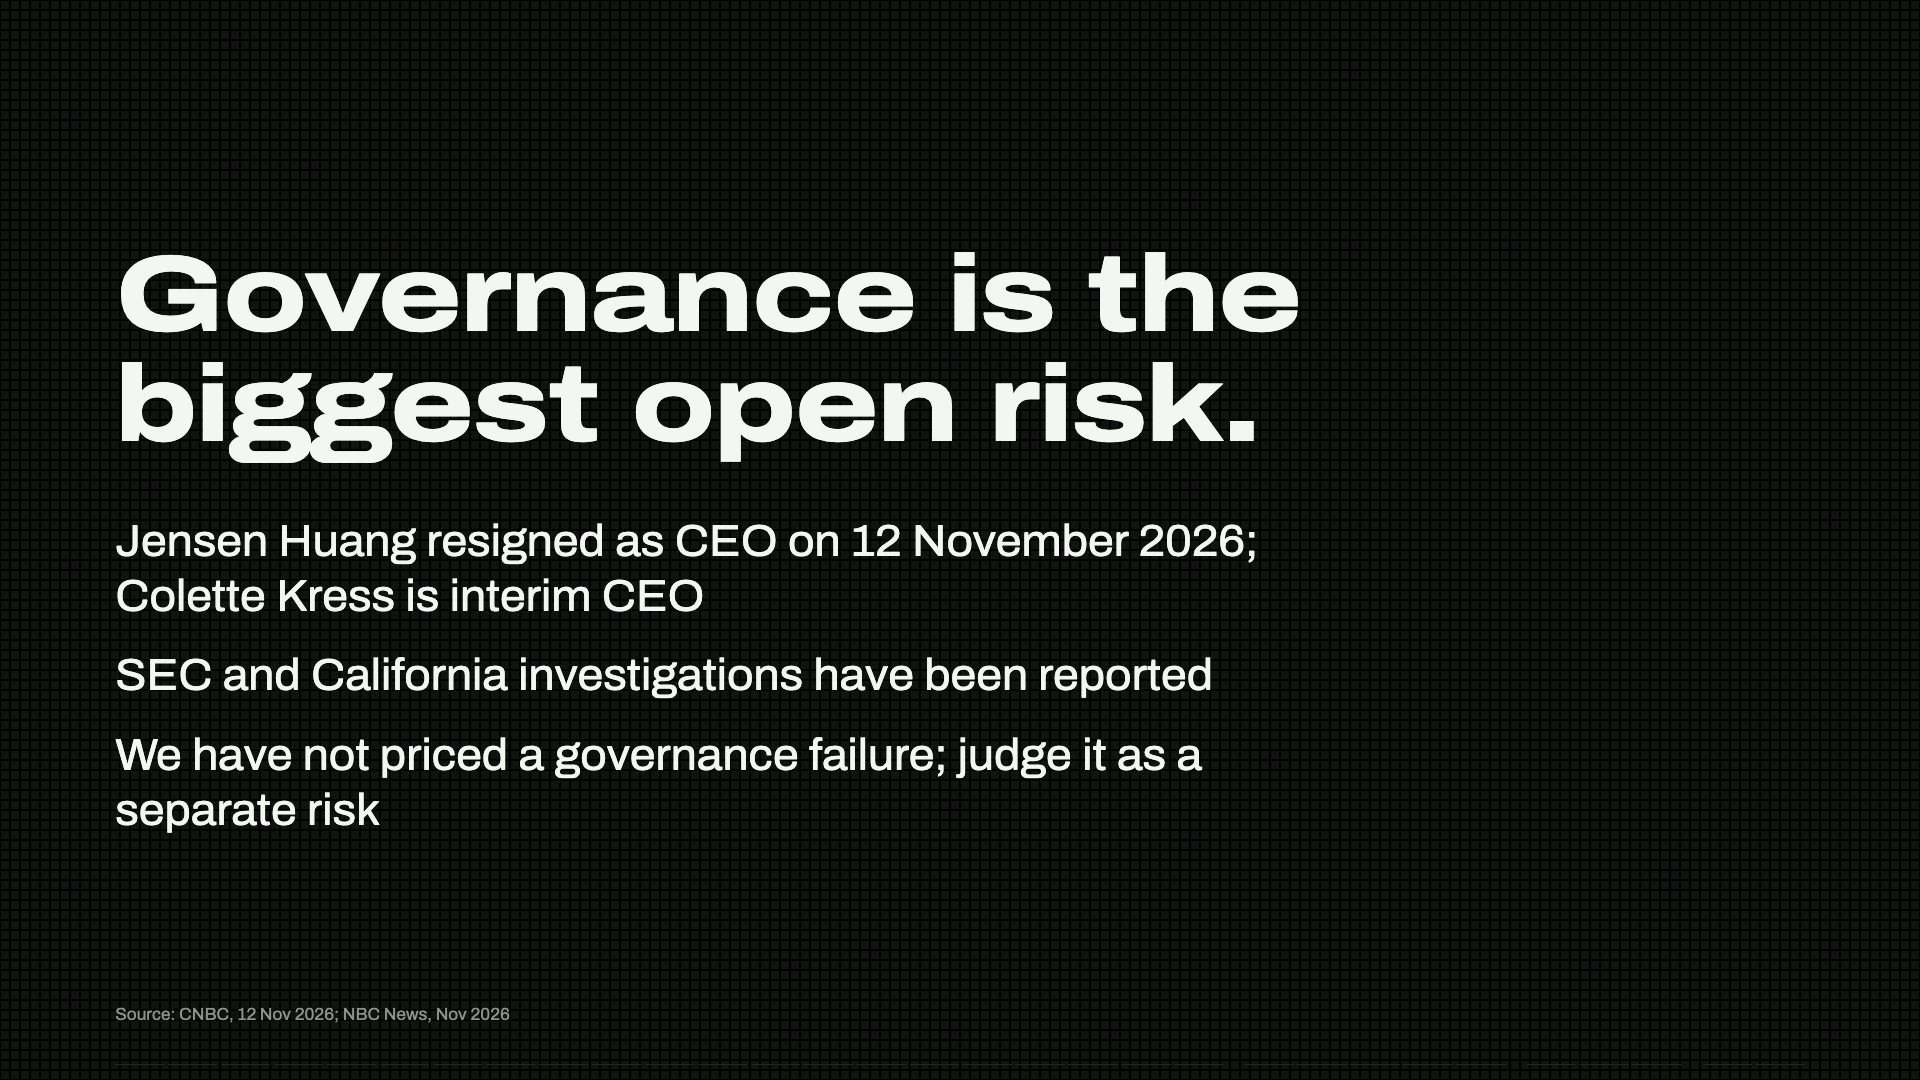 Governance is the
biggest open risk.
Jensen Huang resigned as CEO on 12 November 2026;
Colette Kress is interim CEO
SEC and California investigations have been reported
We have not priced a governance failure; judge it as a
separate risk
Source: CNBC, 12 Nov 2026; NBC News, Nov 2026